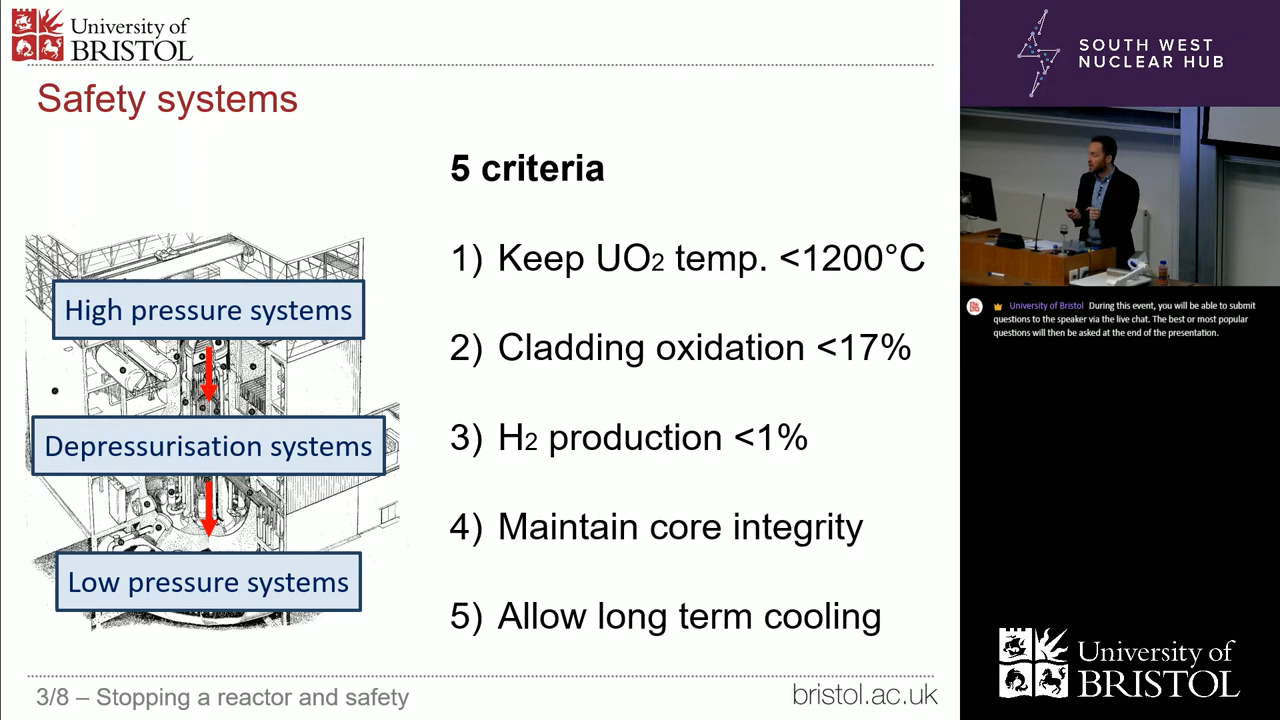 University of
BRISTOL
Safety systems
5 criteria
1) Keep UO2 temp. <1200°C
2) Cladding oxidation <17%
3) H2 production <1%
4) Maintain core integrity
5) Allow long term cooling
High pressure systems
Depressurisation systems
Low pressure systems
3/8 – Stopping a reactor and safety
bristol.ac.uk
SOUTH WEST
NUCLEAR HUB
University of Bristol During this event, you will be able to submit
questions to the speaker via the live chat. The best or most popular
questions will then be asked at the end of the presentation.
University of
BRISTOL